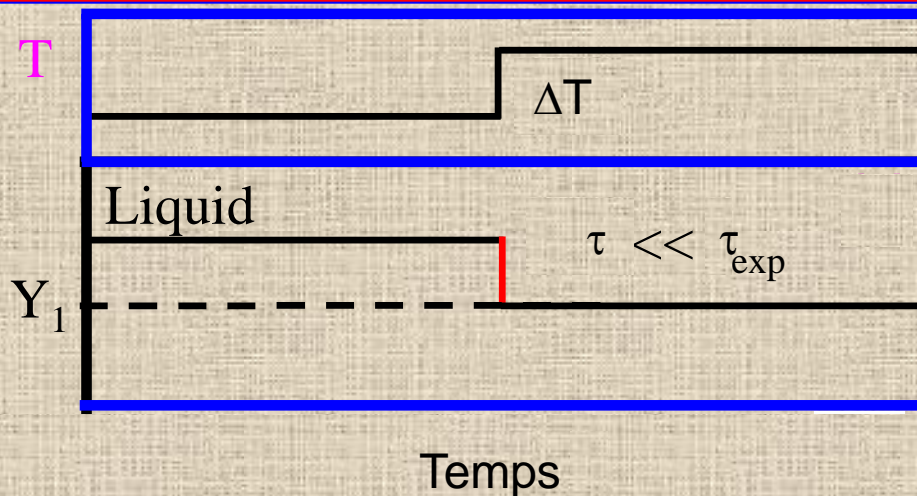 T
ΔT
Liquid
τ << τexp
Y1
Temps